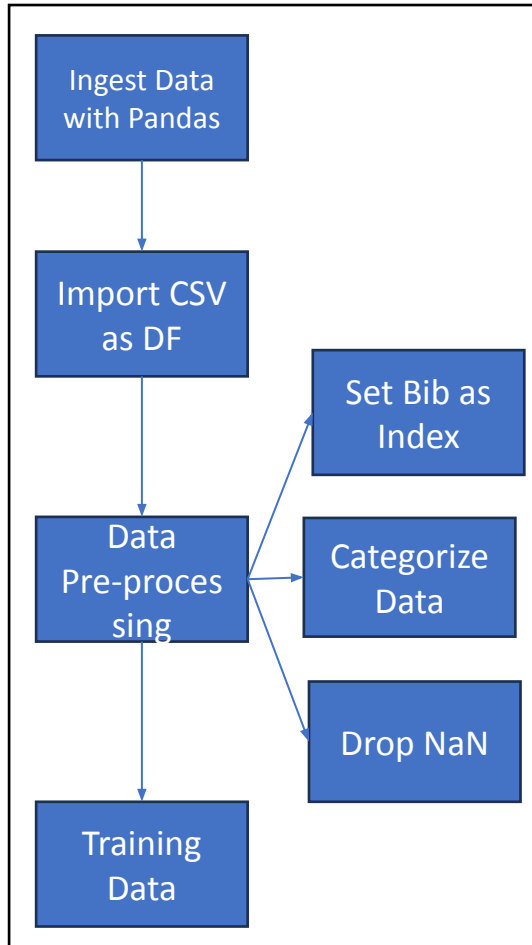 Ingest Data
with Pandas
Import CSV
as DF
Set Bib as
Index
Data
Pre-proces
sing
Categorize
Data
Drop NaN
Training
Data